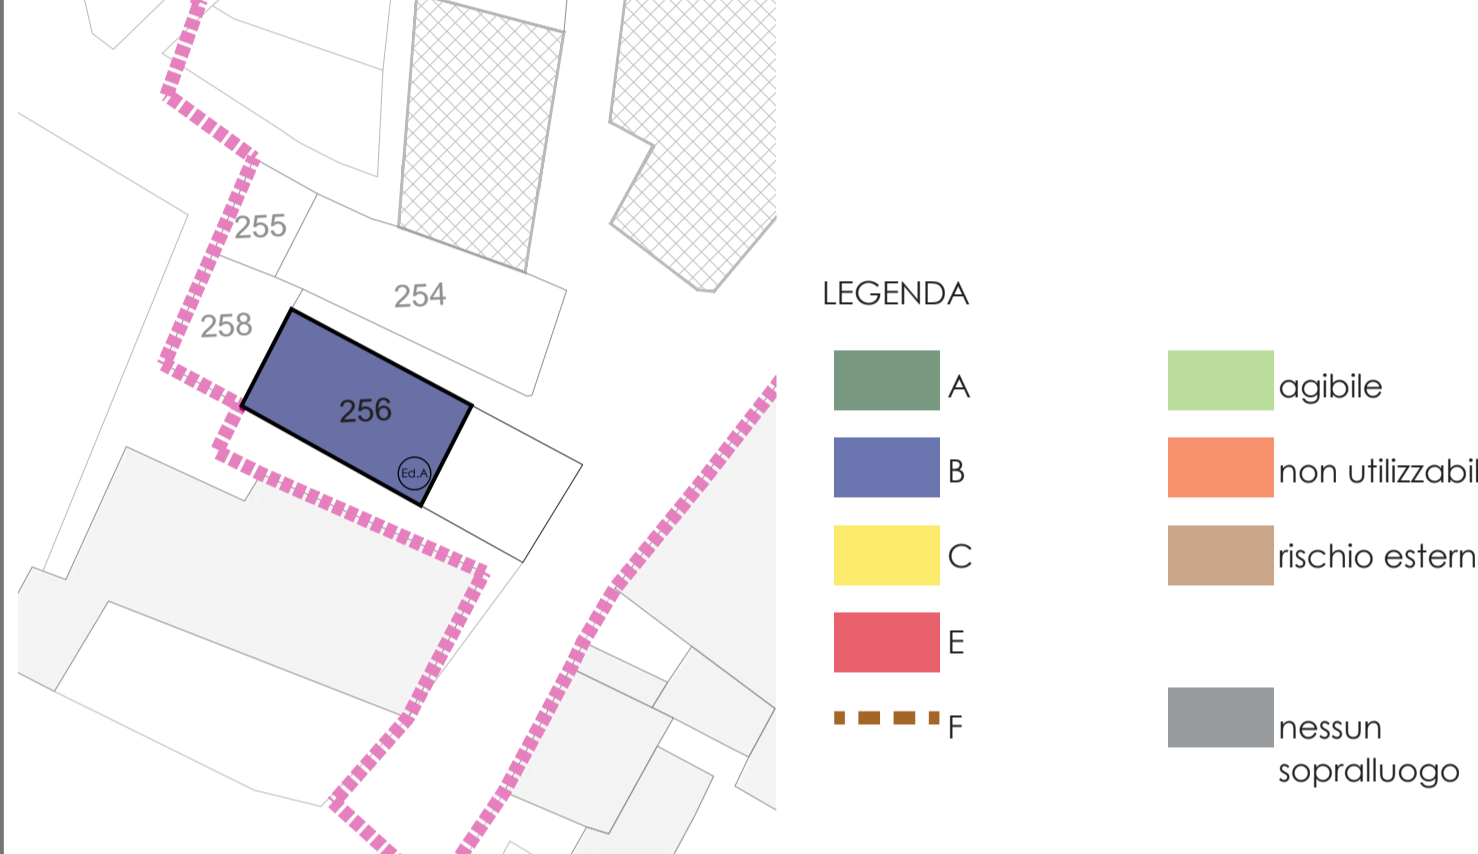 255
254
258
256
Ed.A
LEGENDA
A
B
C
E
F
agibile
non utilizzabil
rischio estern
nessun
sopralluogo